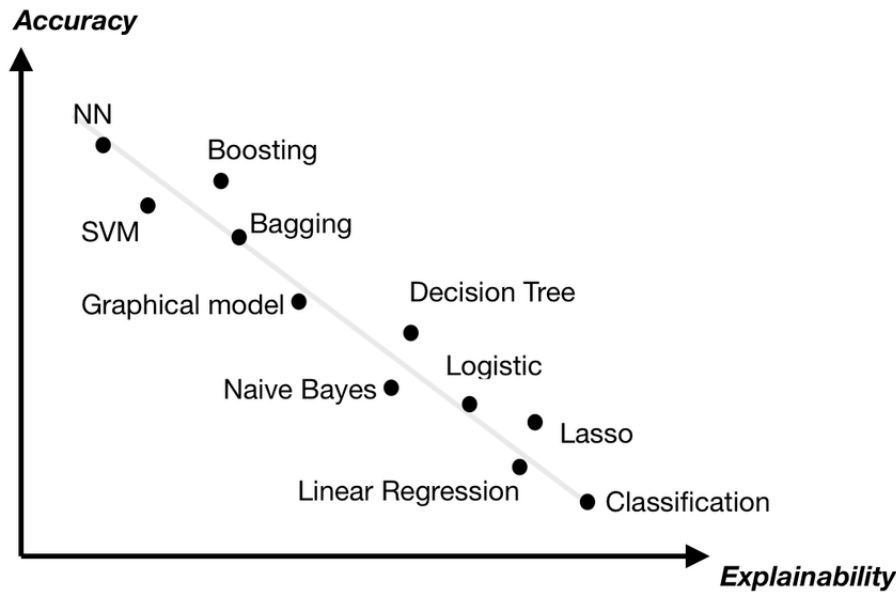 Accuracy
NN
Boosting
SVM
Bagging
Graphical model
Decision Tree
Logistic
Naive Bayes
Lasso
Linear Regression
Classification
Explainability